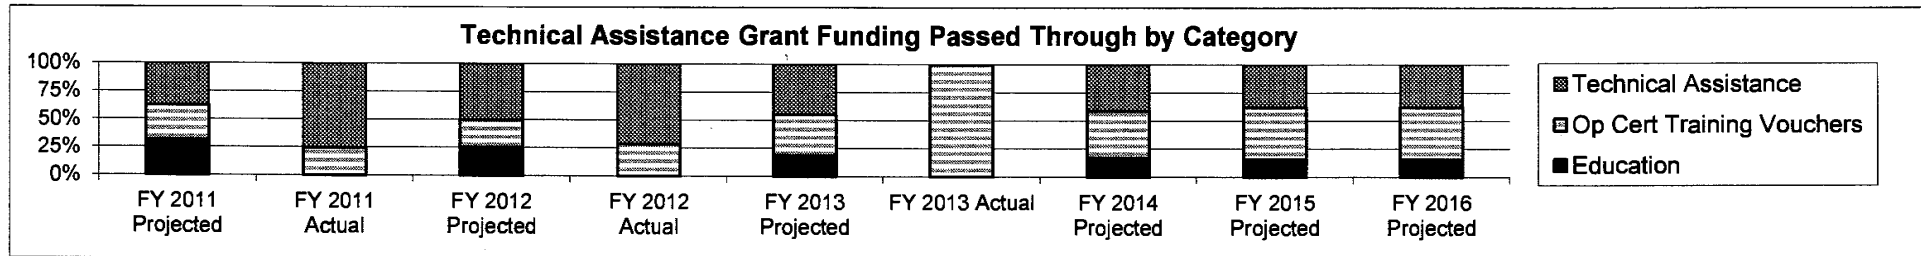 Technical Assistance Grant Funding Passed Through by Category
100%
75%
50%
25%
0%
FY 2011
Projected
FY 2011
Actual
FY 2012
Projected
FY 2012
Actual
FY 2013
Projected
FY 2013 Actual
FY 2014
Projected
FY 2015
Projected
FY 2016
Projected
Technical Assistance
Op Cert Training Vouchers
Education